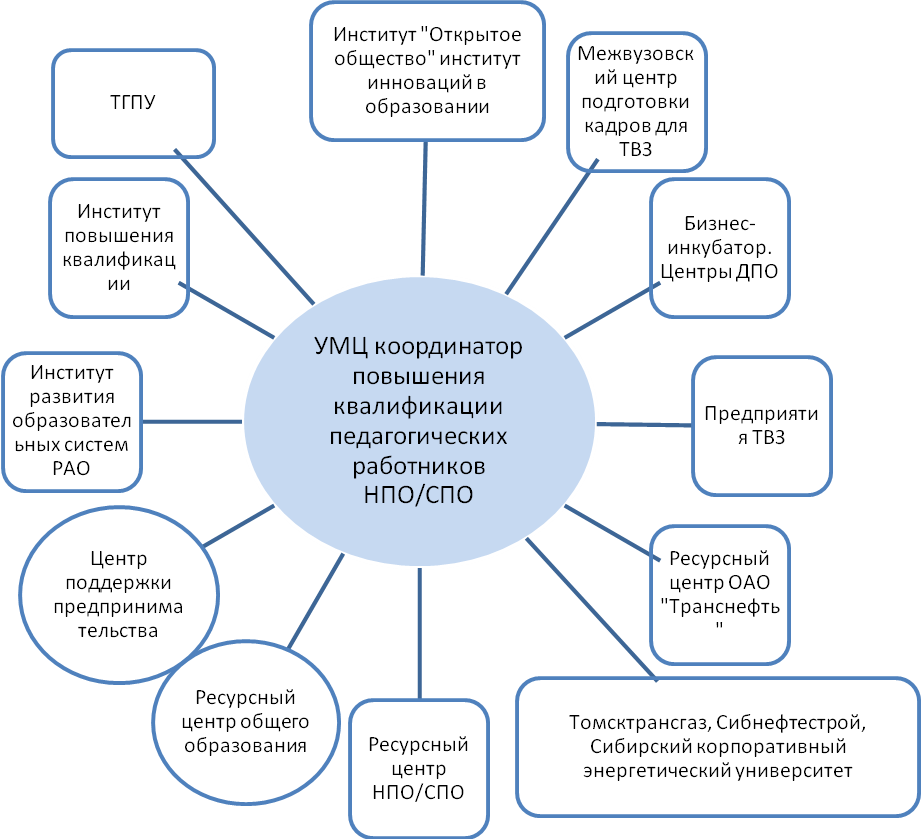 Институт "Открытое
общество" институт
инноваций в
образовании
Межвузовск
ий центр
подготовки
кадров для
ТВЗ
ТГПУ
Институт
повышения
квалификац
ии
Бизнес-
инкубатор.
Центры ДПО
УМЦ координатор
повышения
квалификации
педагогических
работников
НПО/СПО
Институт
развития
образовател
ьных систем
РАО
Предприяти
я ТВЗ
Центр
поддержки
предпринима
тельства
Ресурсный
центр ОАО
"Транснефть
"
Ресурсный
центр общего
образования
Ресурсный
центр
НПО/СПО
Томсктрансгаз, Сибнефтестрой,
Сибирский корпоративный
энергетический университет